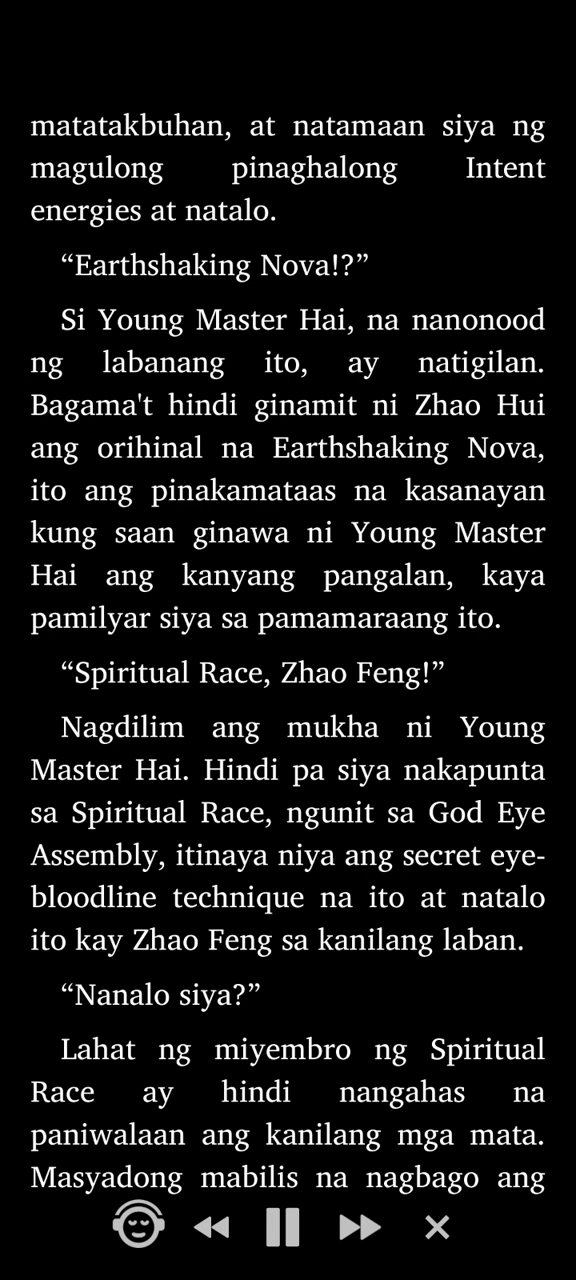 matatakbuhan, at natamaan siya ng
magulong pinaghalong Intent
energies at natalo.
“Earthshaking Nova!?”
Si Young Master Hai, na nanonood
ng labanang ito, ay natigilan.
Bagama't hindi ginamit ni Zhao Hui
ang orihinal na Earthshaking Nova,
ito ang pinakamataas na kasanayan
kung saan ginawa ni Young Master
Hai ang kanyang pangalan, kaya
pamilyar siya sa pamamaraang ito.
“Spiritual Race, Zhao Feng!”
Nagdilim ang mukha ni Young
Master Hai. Hindi pa siya nakapunta
sa Spiritual Race, ngunit sa God Eye
Assembly, itinaya niya ang secret eye-
bloodline technique na ito at natalo
ito kay Zhao Feng sa kanilang laban.
“Nanalo siya?”
Lahat ng miyembro ng Spiritual
Race ay hindi nangahas na
paniwalaan ang kanilang mga mata.
Masyadong mabilis na nagbago ang